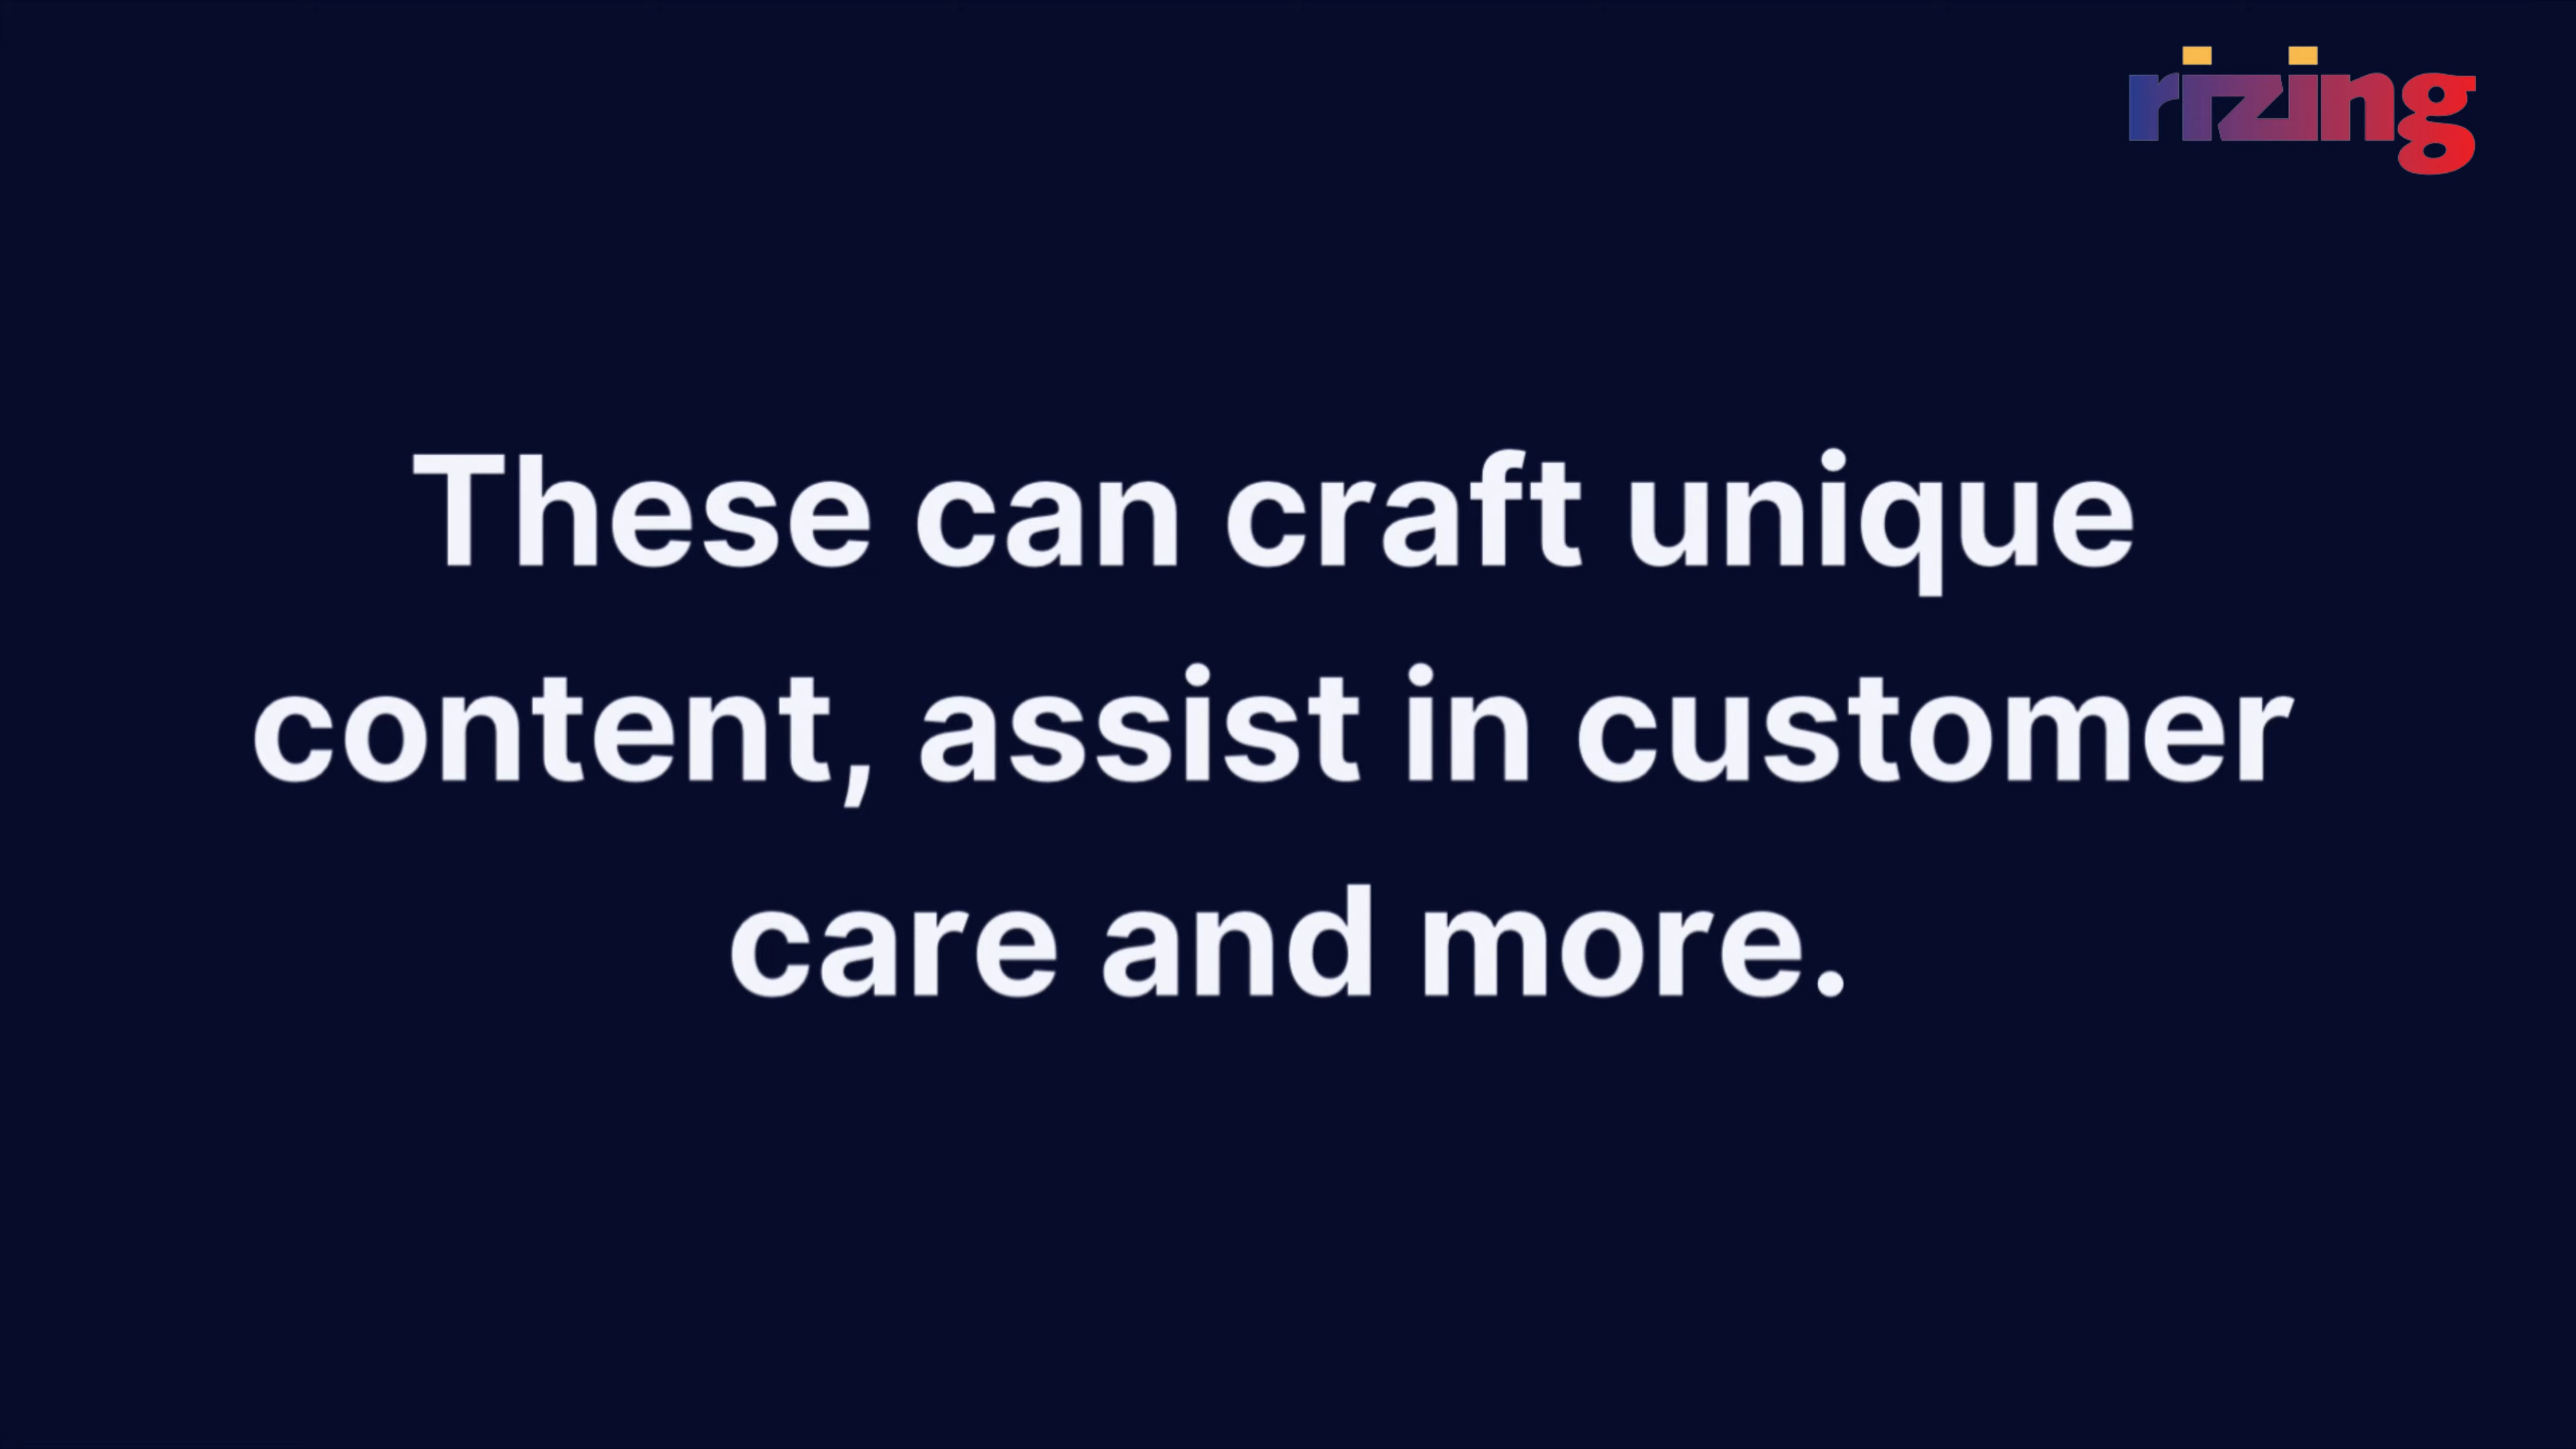 rizing
These can craft unique
content, assist in customer
care and more.